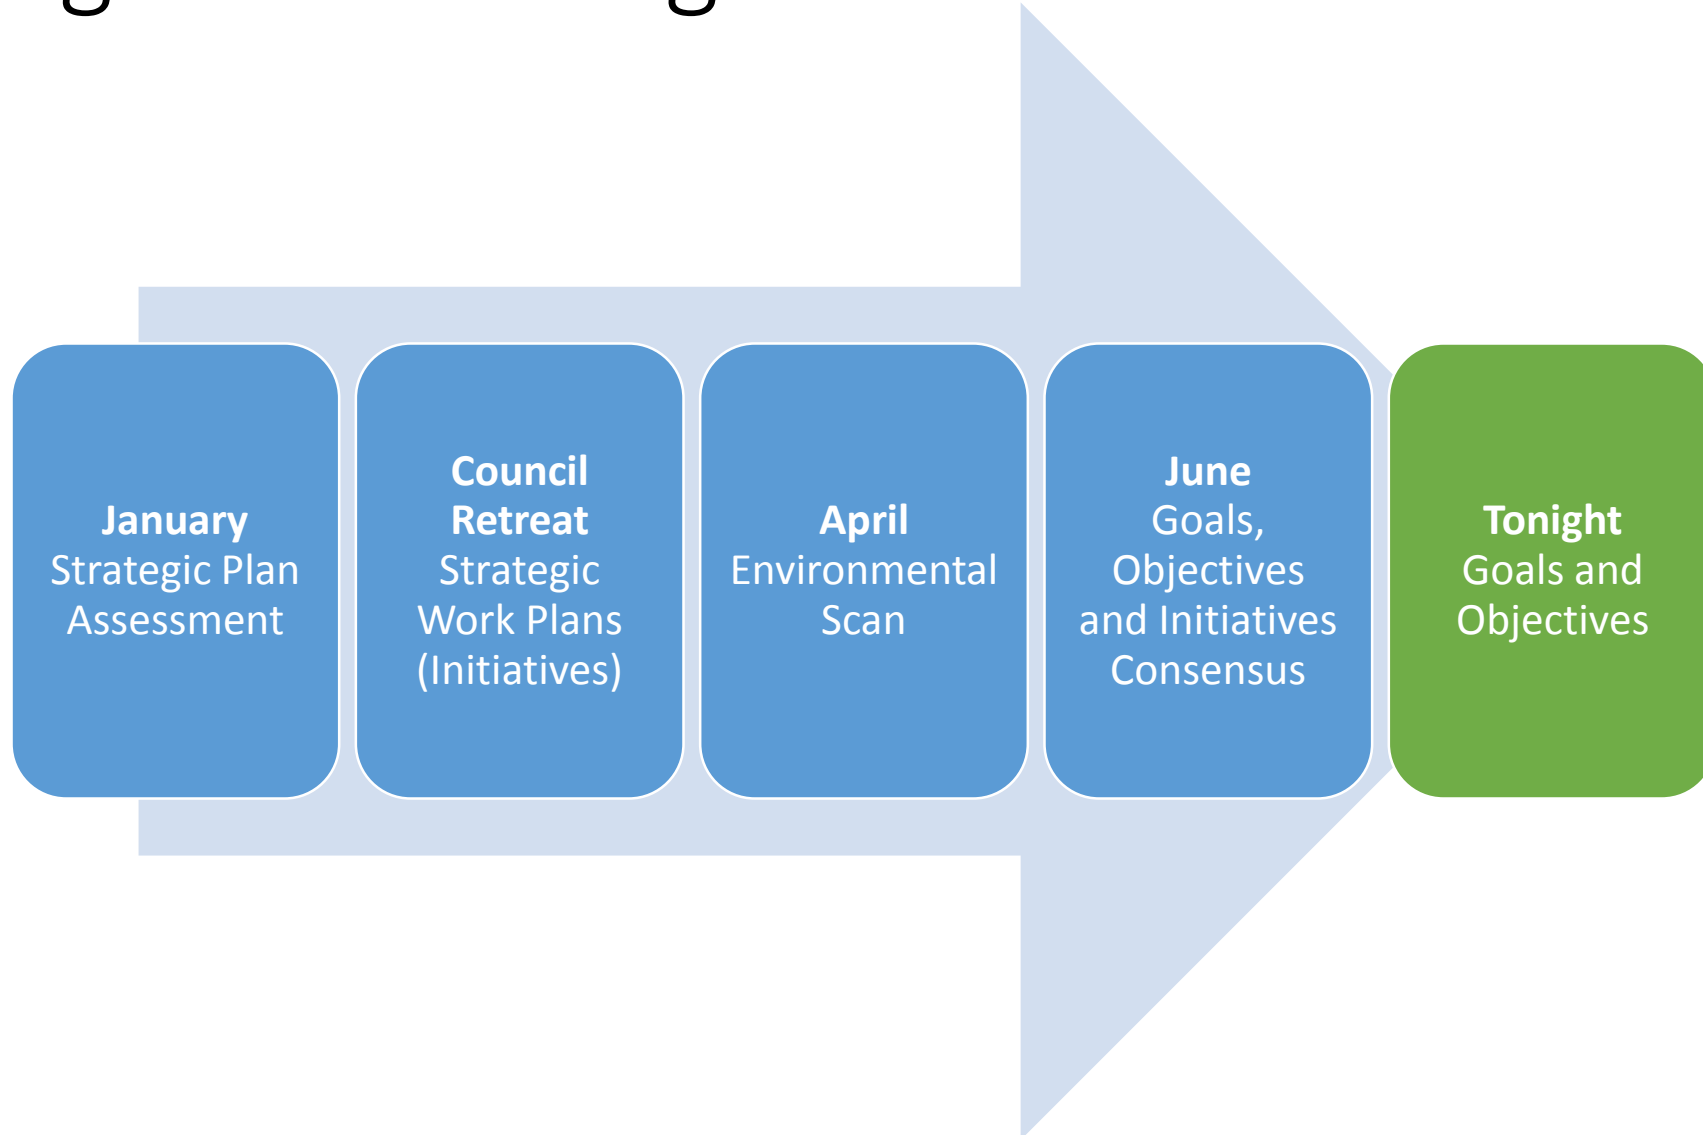 January
Strategic Plan
Assessment
Council
Retreat
Strategic
Work Plans
(Initiatives)
April
Environmental
Scan
June
Goals,
Objectives
and Initiatives
Consensus
Tonight
Goals and
Objectives